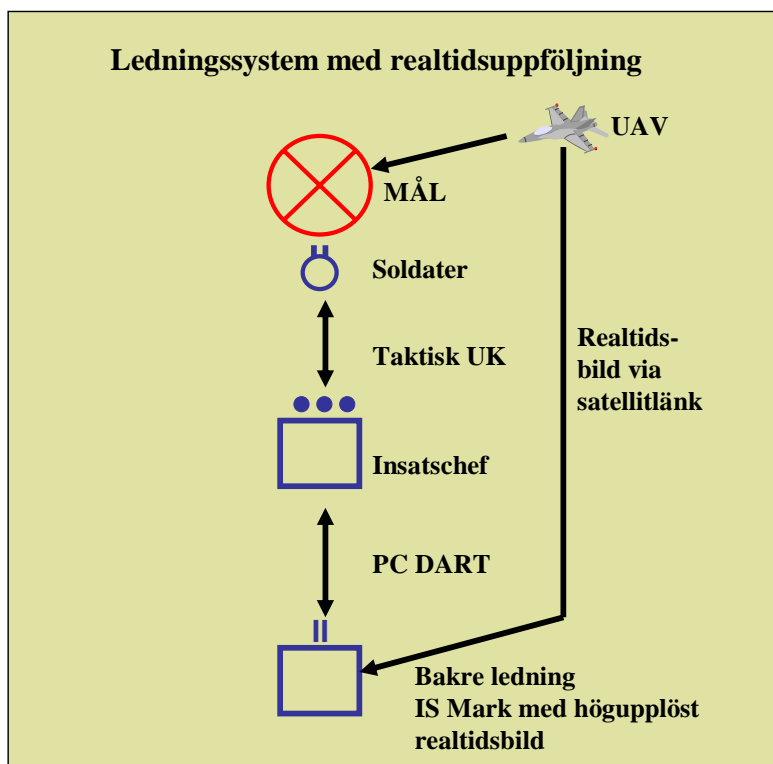 Ledningssystem med realtidsuppföljning
UAV
MÅL
Soldater
Taktisk UK
Realtids-
bild via
satellitlänk
Insatschef
PC DART
Bakre ledning
IS Mark med högupplöst
realtidsbild